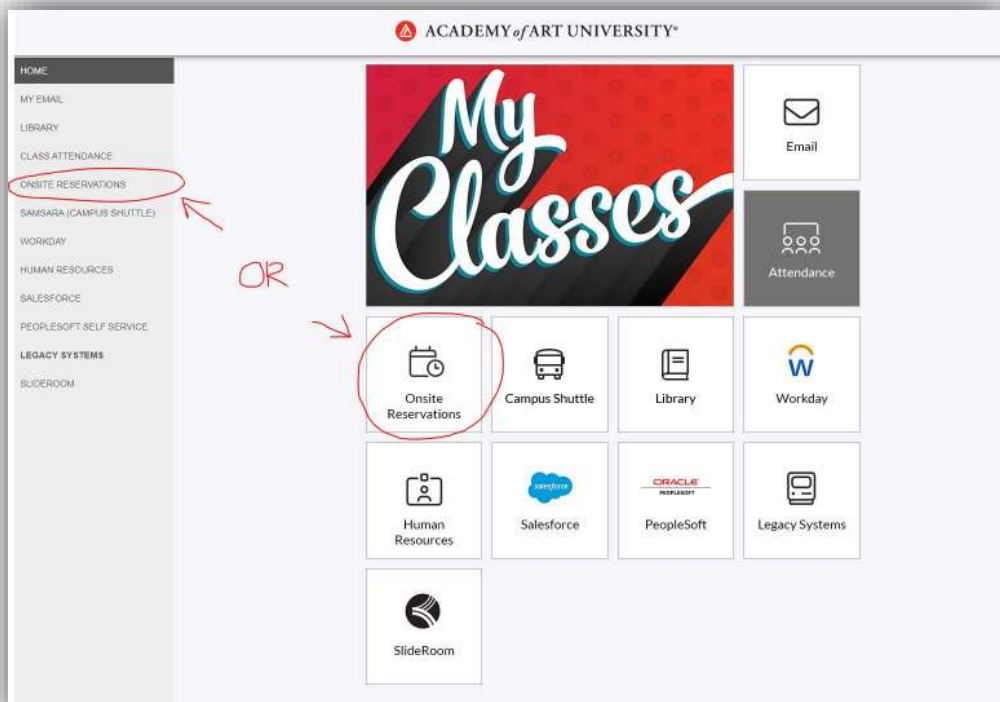 ACADEMY of ART UNIVERSITY®
HOME
MY EMAIL
LIBRARY
CLASS ATTENDANCE
ONSITE RESERVATIONS
SAMSARA (CAMPUS SHUTTLE)
WORKDAY
HUMAN RESOURCES
SALESFORCE
PEOPLESOFT SELF SERVICE
LEGACY SYSTEMS
SLIDEROOM
OR
My
Classes
Email
Attendance
Onsite
Reservations
Campus Shuttle
Library
W
Workday
Human
Resources
salesforce
Salesforce
ORACLE
PEOPLESOFT
PeopleSoft
Legacy Systems
SlideRoom